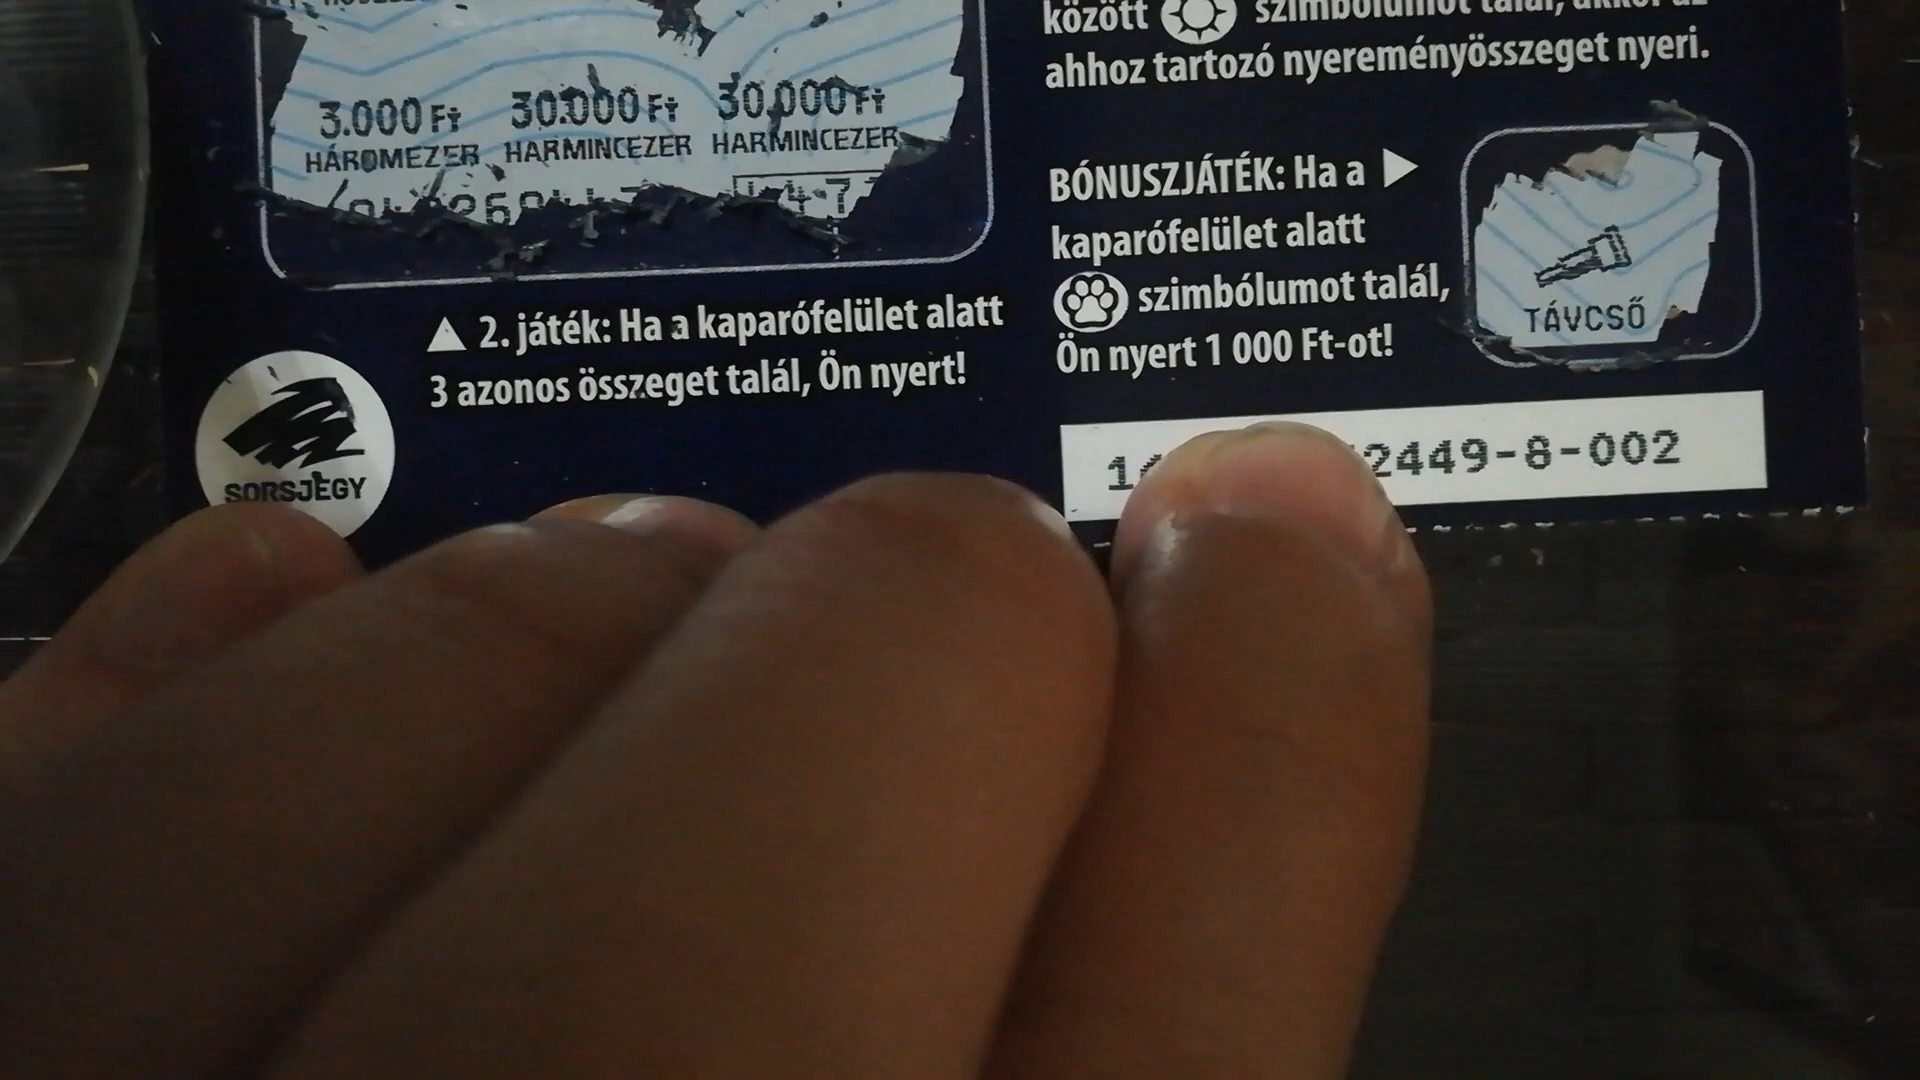 3.000 Ft 30.000 Ft 30.000 Ft
HÁROMEZER HARMINCEZER HARMINCEZER
▲ 2. játék: Ha a kaparófelület alatt
3 azonos összeget talál, Ön nyert!
SORSJEGY
között szimbólumot talál, akkor az
ahhoz tartozó nyereményösszeget nyeri.
BÓNUSZJÁTÉK: Ha a ▶
kaparófelület alatt
szimbólumot talál,
Ön nyert 1 000 Ft-ot!
TÁVCSŐ
2449-8-002